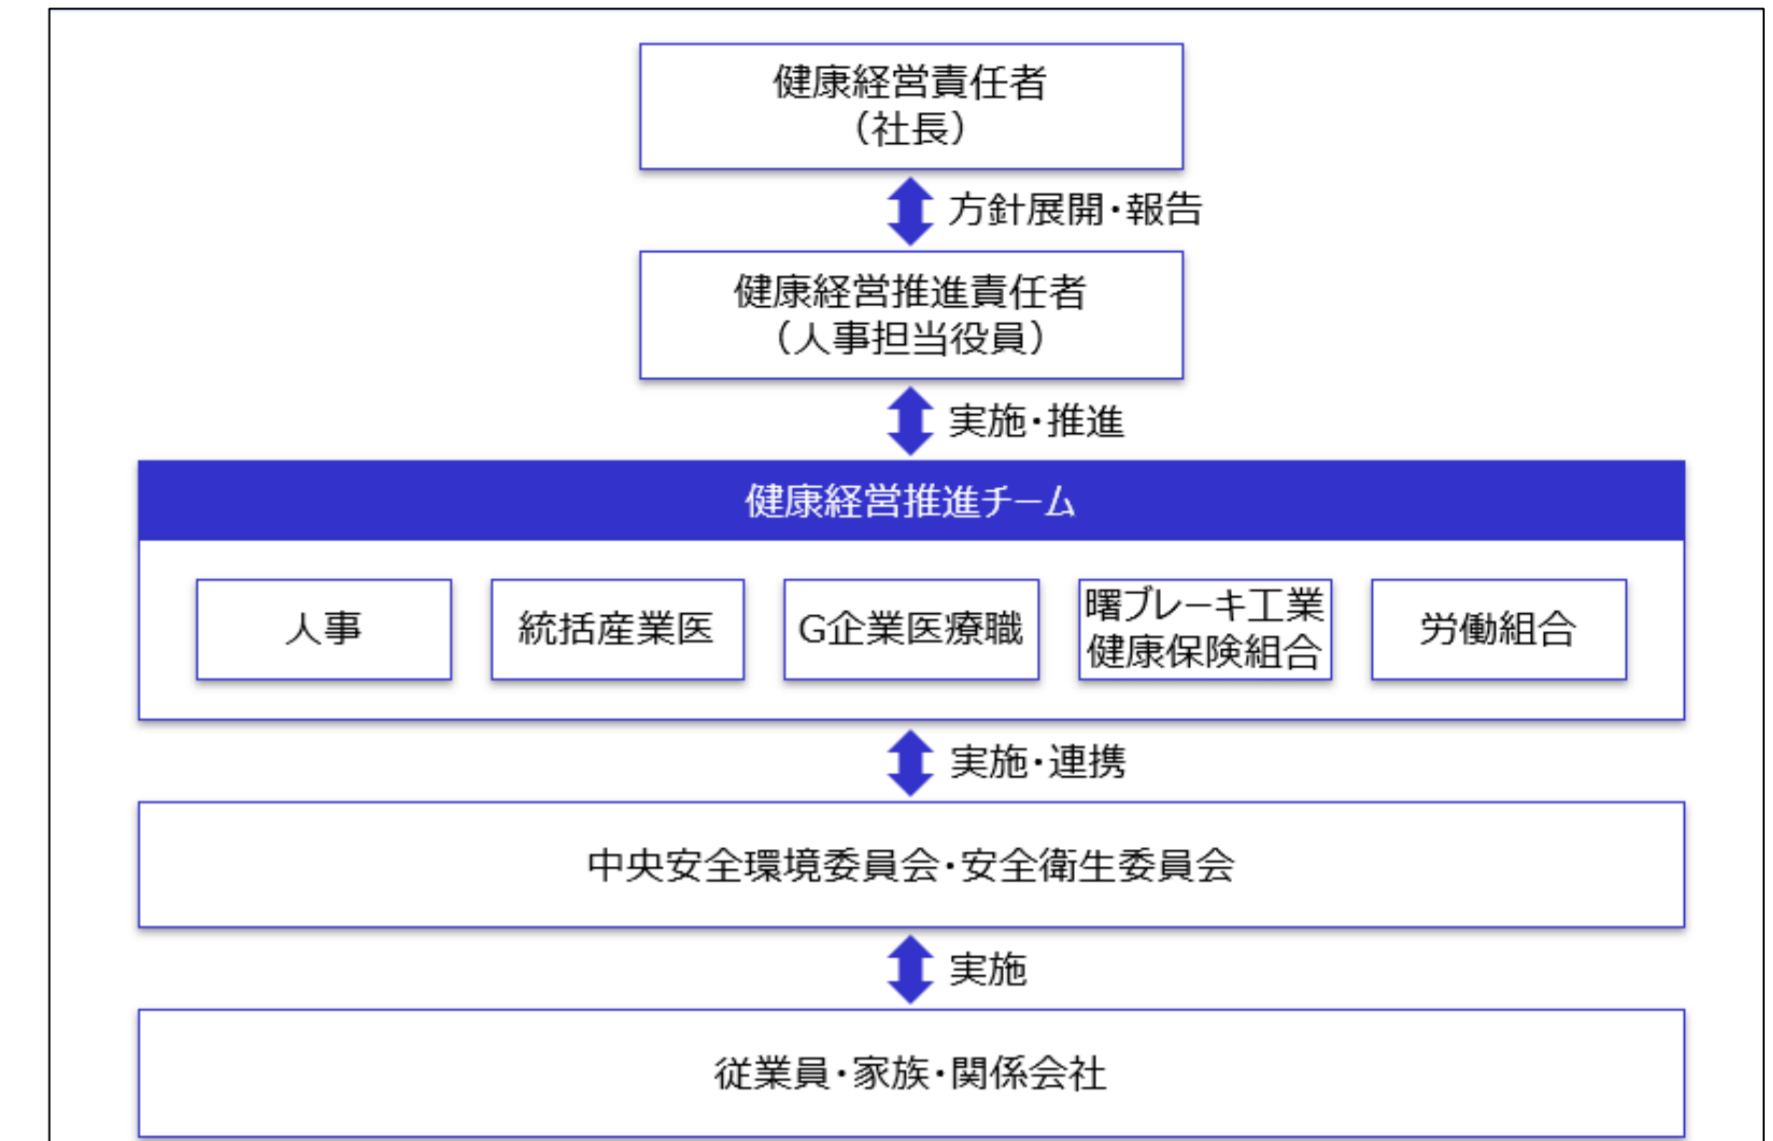 健康経営責任者
（社長）
方針展開・報告
健康経営推進責任者
（人事担当役員）
実施・推進
健康経営推進チーム
人事
統括産業医
G企業医療職
曙ブレーキ工業
健康保険組合
労働組合
実施・連携
中央安全環境委員会・安全衛生委員会
実施
従業員・家族・関係会社